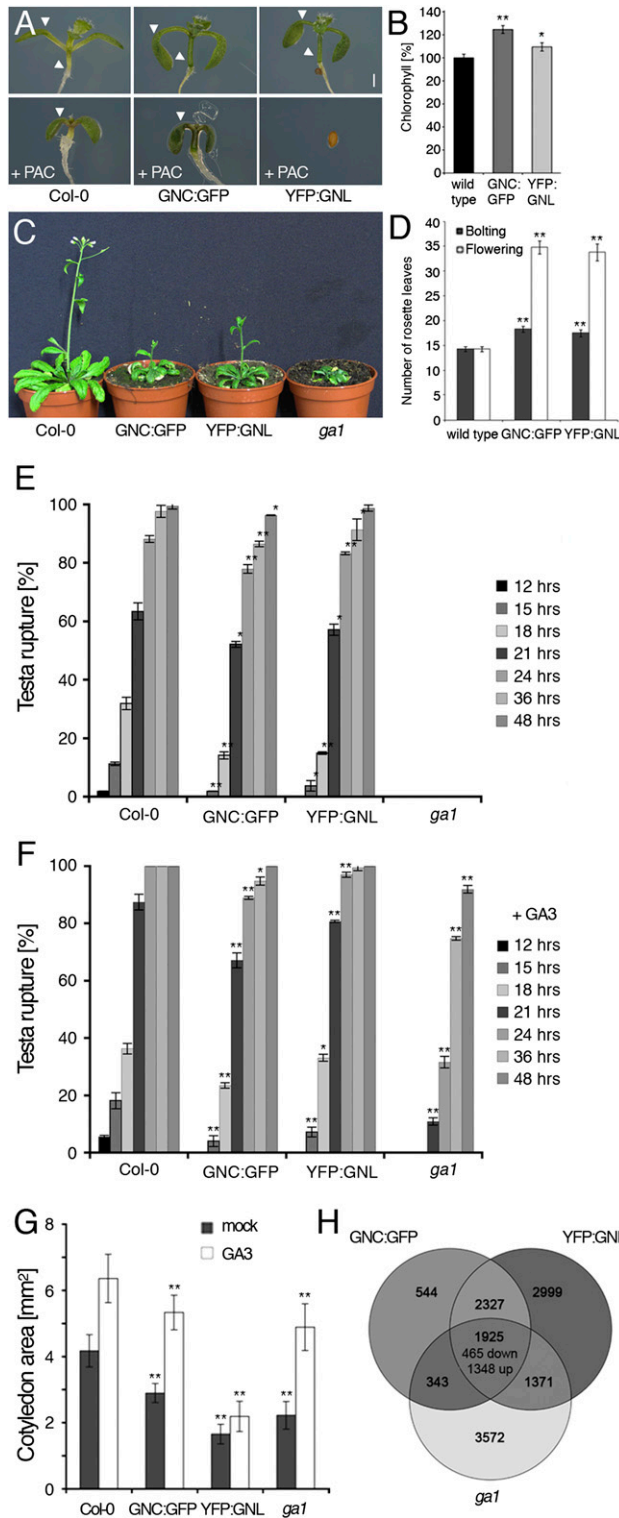 A
+ PAC
+ PAC
+ PAC
Col-0
GNC:GFP
YFP:GNL
B
Chlorophyll [%]
140
120
100
80
60
40
20
120
140
100
80
60
20
0
**
*
wild type
GNC:
GFP
YFP:
GNL
C
Col-0
GNC:GFP
YFP:GNL
ga1
D
Number of rosette leaves
40
35
30
25
20
15
10
5
0
Bolting
Flowering
**
**
**
**
wild type
GNC:GFP
YFP:GNL
E
Testa rupture [%]
100
80
60
40
20
0
**
**
*
**
**
*
*
**
*
**
**
*
Col-0
GNC:GFP
YFP:GNL
ga1
12 hrs
15 hrs
18 hrs
21 hrs
24 hrs
36 hrs
48 hrs
F
Testa rupture [%]
100
80
60
40
20
0
**
**
**
**
*
**
*
**
**
**
**
**
**
Col-0
GNC:GFP
YFP:GNL
ga1
+ GA3
12 hrs
15 hrs
18 hrs
21 hrs
24 hrs
36 hrs
48 hrs
G
Cotyledon area [mm²]
8
6
4
2
0
mock
GA3
**
**
**
**
**
**
Col-0
GNC:GFP
YFP:GNL
ga1
H
GNC:GFP
YFP:GNL
544
2327
2999
1925
465 down
1348 up
343
1371
3572
ga1